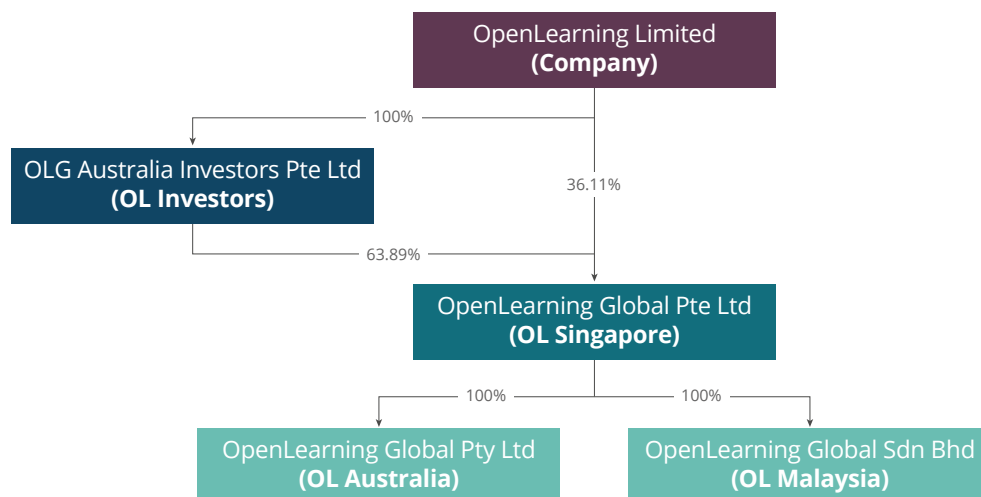 OpenLearning Limited
(Company)
100%
OLG Australia Investors Pte Ltd
(OL Investors)
36.11%
63.89%
OpenLearning Global Pte Ltd
(OL Singapore)
100%
100%
OpenLearning Global Pty Ltd
(OL Australia)
OpenLearning Global Sdn Bhd
(OL Malaysia)